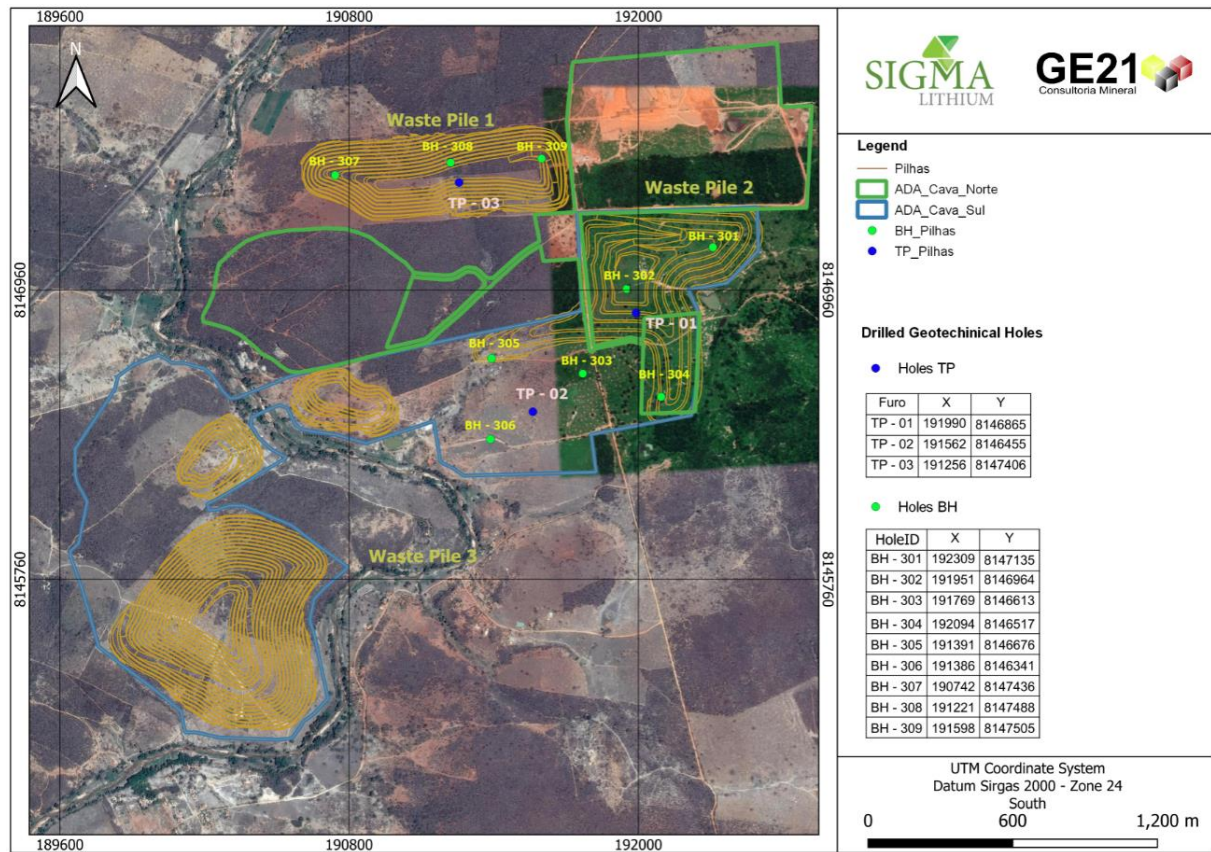 189600 190800 192000
N
Waste Pile 1
BH - 307
BH - 308
BH - 309
TP - 03
Waste Pile 2
BH - 301
BH - 302
TP - 01
BH - 305
BH - 303
BH - 304
TP - 02
BH - 306
Waste Pile 3
8146960
8145760
8146960
8145760
189600 190800 192000
SIGMA
LITHIUM
GE21
Consultoria Mineral
Legend
Pilhas
ADA_Cava_Norte
ADA_Cava_Sul
BH_Pilhas
TP_Pilhas
Drilled Geotechinical Holes
Holes TP
Furo X Y
TP - 01 191990 8146865
TP - 02 191562 8146455
TP - 03 191256 8147406
Holes BH
HoleID X Y
BH - 301 192309 8147135
BH - 302 191951 8146964
BH - 303 191769 8146613
BH - 304 192094 8146517
BH - 305 191391 8146676
BH - 306 191386 8146341
BH - 307 190742 8147436
BH - 308 191221 8147488
BH - 309 191598 8147505
UTM Coordinate System
Datum Sirgas 2000 - Zone 24
South
0 600 1,200 m